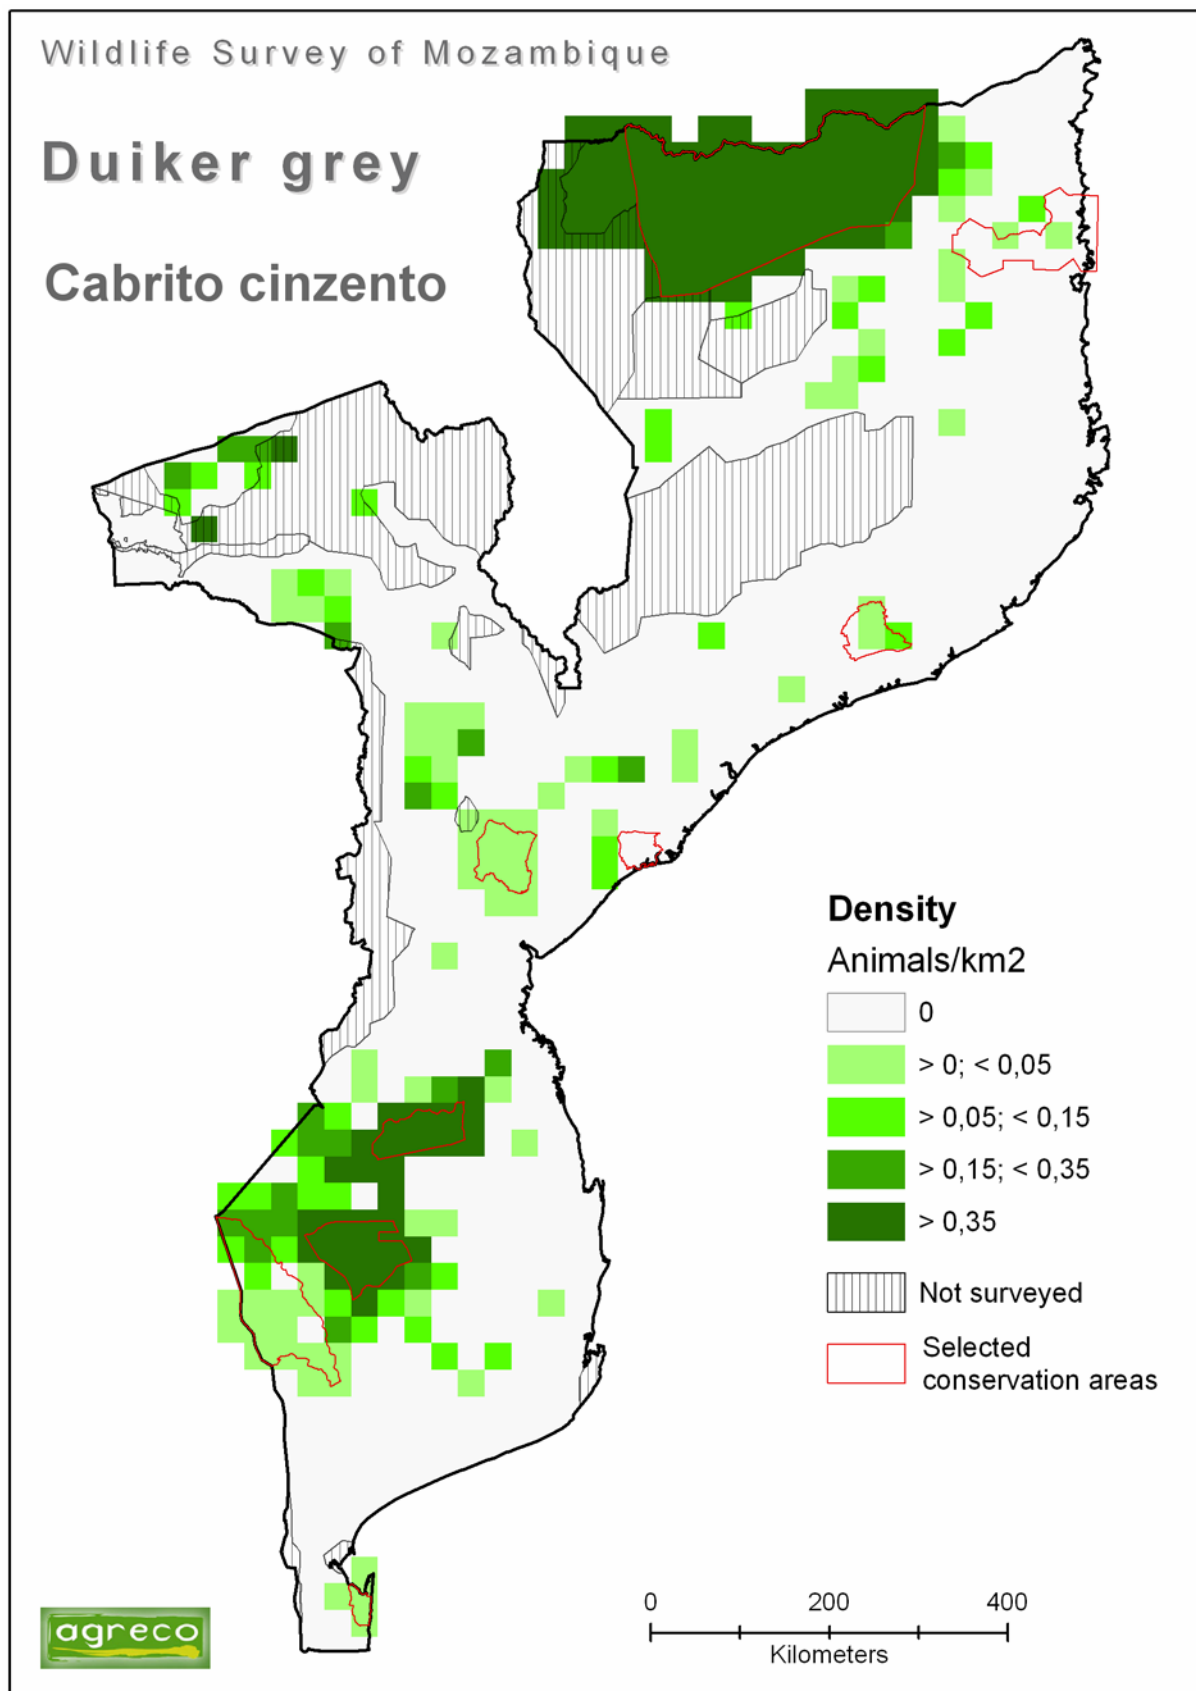 Wildlife Survey of Mozambique
Duiker grey
Cabrito cinzento
Density
Animals/km2
0
> 0; < 0,05
> 0,05; < 0,15
> 0,15; < 0,35
> 0,35
Not surveyed
Selected
conservation areas
0 200 400
Kilometers
agreco